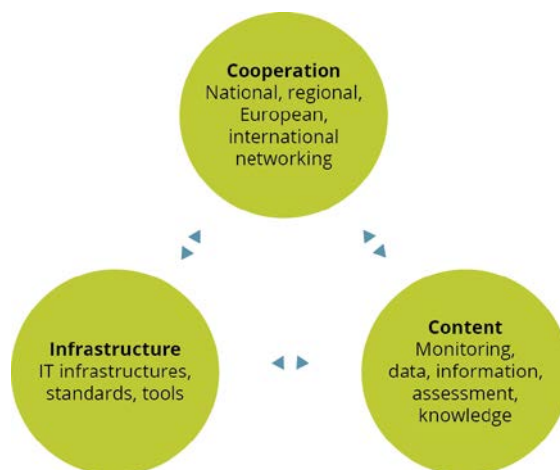 Cooperation
National, regional,
European,
international
networking
Infrastructure
IT infrastructures,
standards, tools
Content
Monitoring,
data, information,
assessment,
knowledge